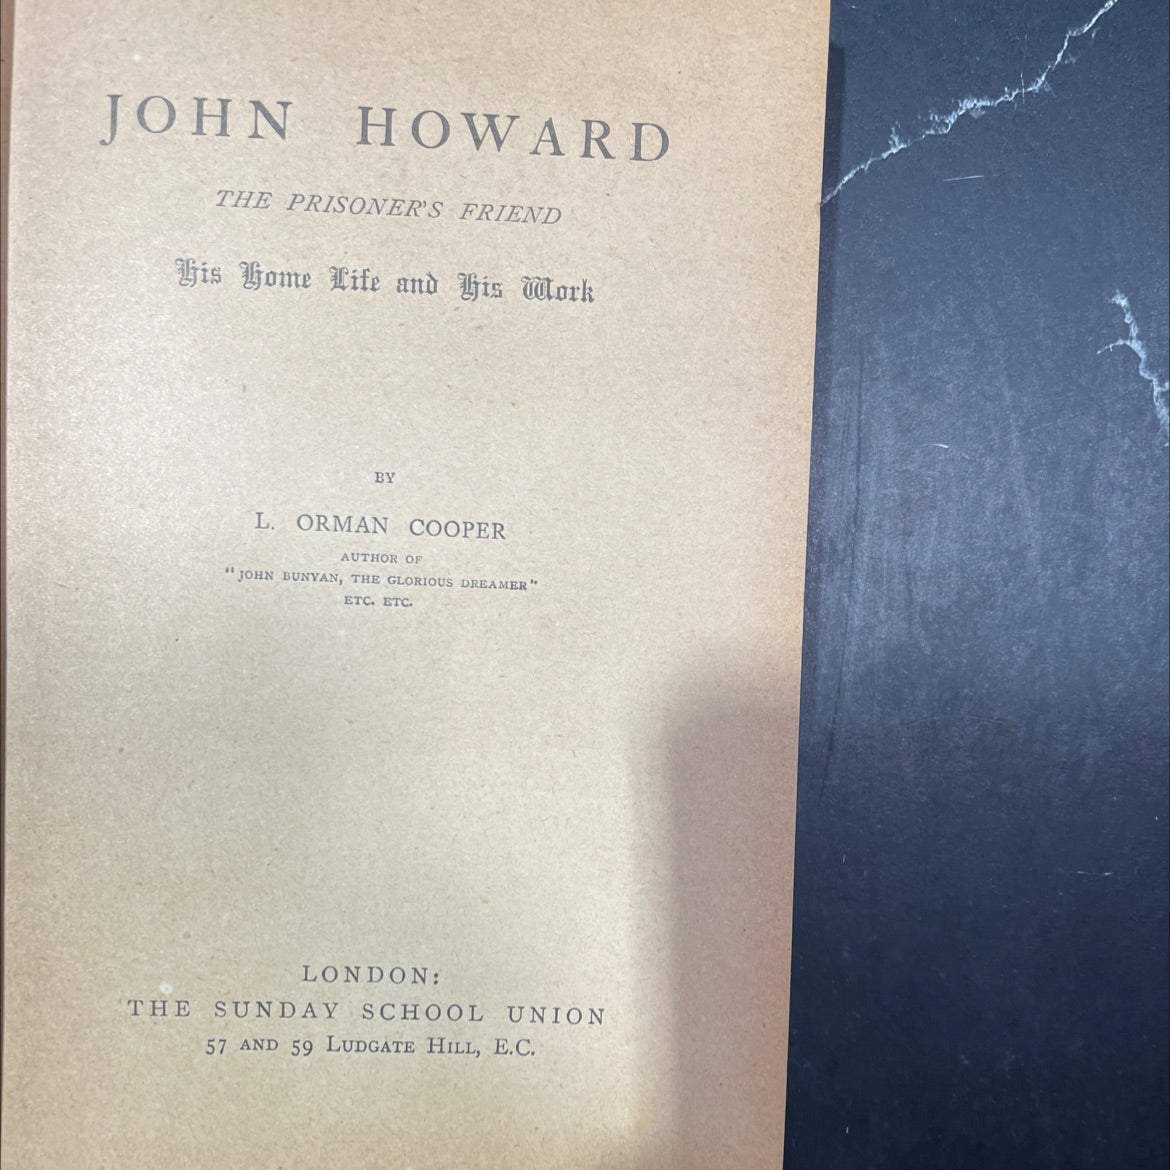 JOHN HOWARD
THE PRISONER'S FRIEND
His Home Life and His Work
BY
L. ORMAN COOPER
AUTHOR OF
"JOHN BUNYAN, THE GLORIOUS DREAMER"
ETC. ETC.
LONDON:
THE SUNDAY SCHOOL UNION
57 AND 59 LUDGATE HILL, E.C.